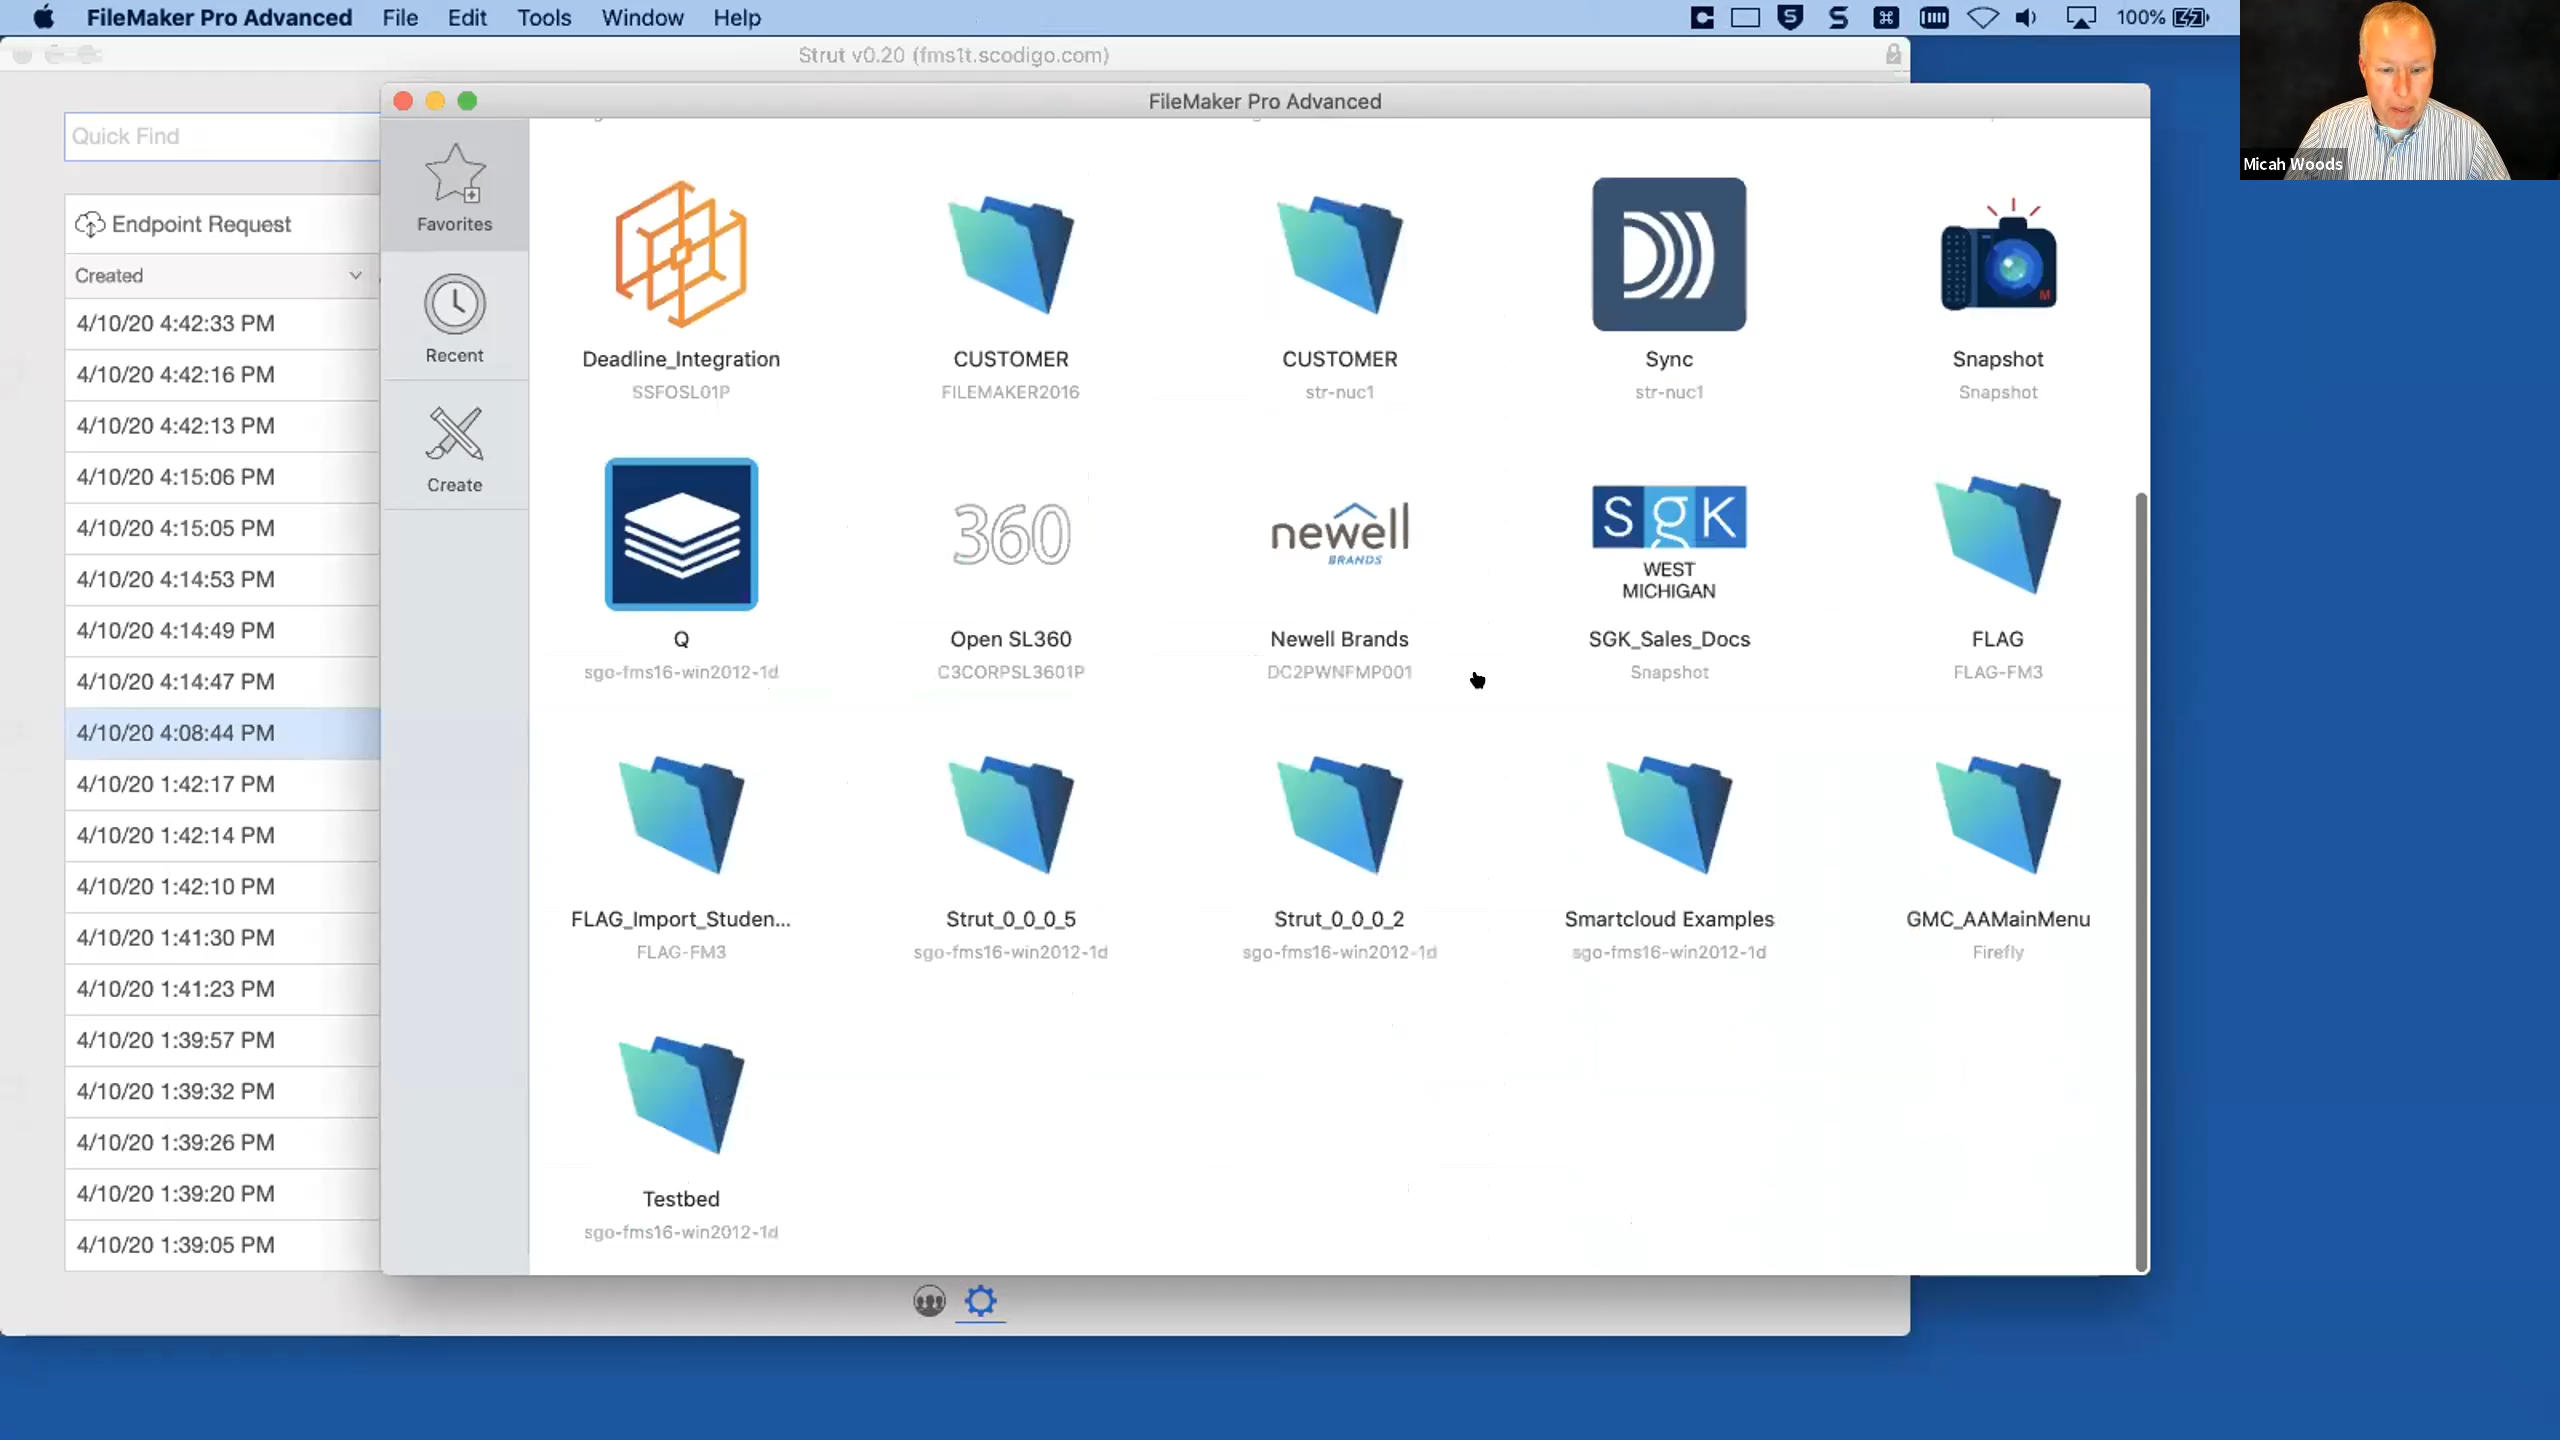 FileMaker Pro Advanced File Edit Tools Window Help
100%
Micah Woods
Strut v0.20 (fms1t.scodigo.com)
FileMaker Pro Advanced
Quick Find
Endpoint Request
Created
4/10/20 4:42:33 PM
4/10/20 4:42:16 PM
4/10/20 4:42:13 PM
4/10/20 4:15:06 PM
4/10/20 4:15:05 PM
4/10/20 4:14:53 PM
4/10/20 4:14:49 PM
4/10/20 4:14:47 PM
4/10/20 4:08:44 PM
4/10/20 1:42:17 PM
4/10/20 1:42:14 PM
4/10/20 1:42:10 PM
4/10/20 1:41:30 PM
4/10/20 1:41:23 PM
4/10/20 1:39:57 PM
4/10/20 1:39:32 PM
4/10/20 1:39:26 PM
4/10/20 1:39:20 PM
4/10/20 1:39:05 PM
Favorites
Recent
Create
Deadline_Integration
SSFOSL01P
CUSTOMER
FILEMAKER2016
CUSTOMER
str-nuc1
Sync
str-nuc1
Snapshot
Snapshot
Q
sgo-fms16-win2012-1d
360
Open SL360
C3CORPSL3601P
newell
BRANDS
Newell Brands
DC2PWNFMP001
SgK
WEST
MICHIGAN
SGK_Sales_Docs
Snapshot
FLAG
FLAG-FM3
FLAG_Import_Studen...
FLAG-FM3
Strut_0_0_0_5
sgo-fms16-win2012-1d
Strut_0_0_0_2
sgo-fms16-win2012-1d
Smartcloud Examples
sgo-fms16-win2012-1d
GMC_AAMainMenu
Firefly
Testbed
sgo-fms16-win2012-1d